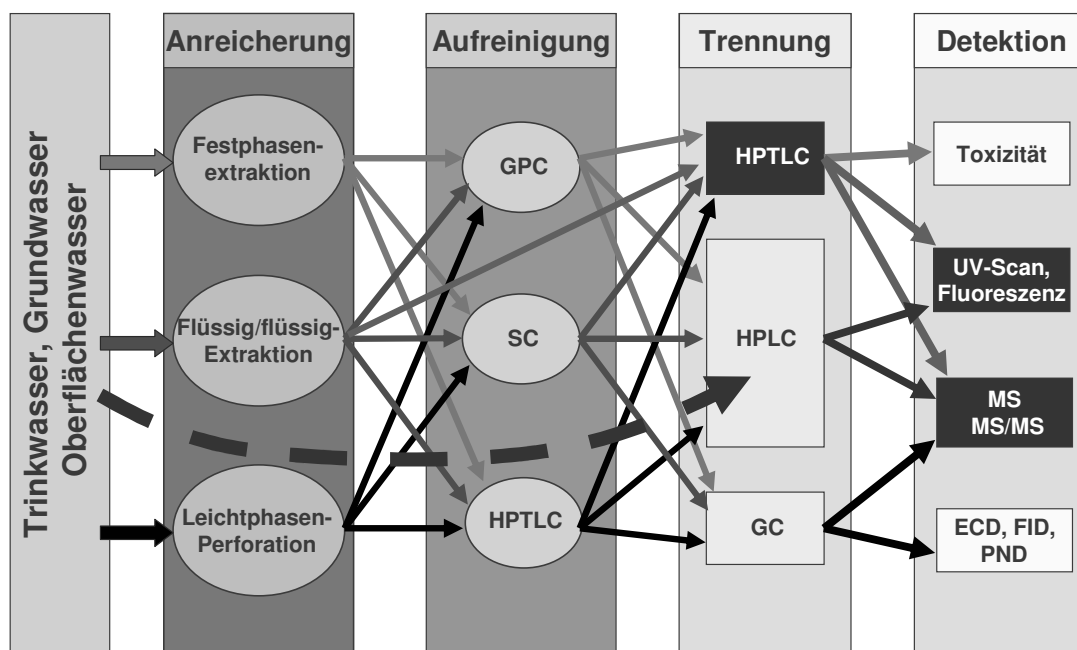 Trinkwasser, Grundwasser
Oberflächenwasser
Anreicherung
Festphasen-
extraktion
Flüssig/flüssig-
Extraktion
Leichtphasen-
Perforation
Aufreinigung
GPC
SC
HPTLC
Trennung
HPTLC
HPLC
GC
Detektion
Toxizität
UV-Scan,
Fluoreszenz
MS
MS/MS
ECD, FID,
PND